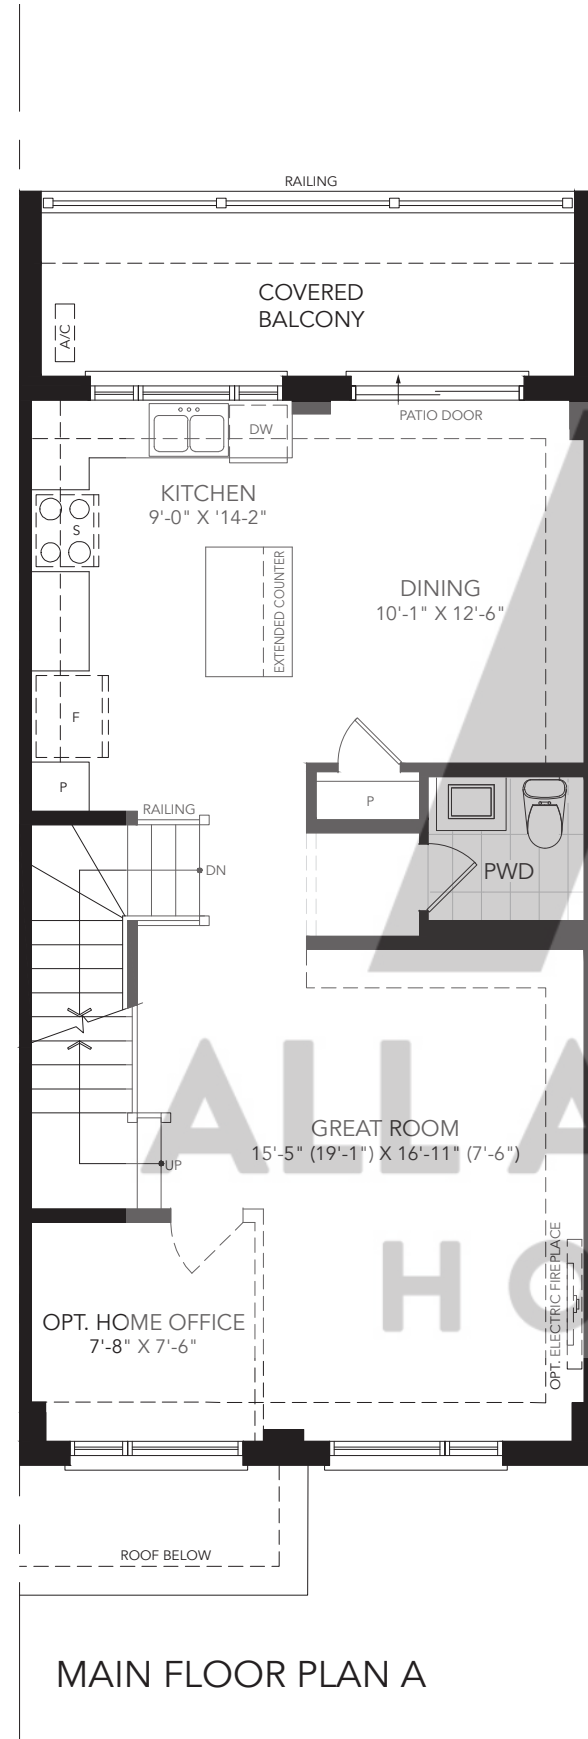 RAILING
COVERED
BALCONY
A/C
PATIO DOOR
DW
KITCHEN
9'-0" X '14-2"
S
EXTENDED COUNTER
DINING
10'-1" X 12'-6"
F
P
P
RAILING
DN
PWD
ALLA
GREAT ROOM
15'-5" (19'-1") X 16'-11" (7'-6")
UP
HO
OPT. ELECTRIC FIREPLACE
OPT. HOME OFFICE
7'-8" X 7'-6"
ROOF BELOW
MAIN FLOOR PLAN A